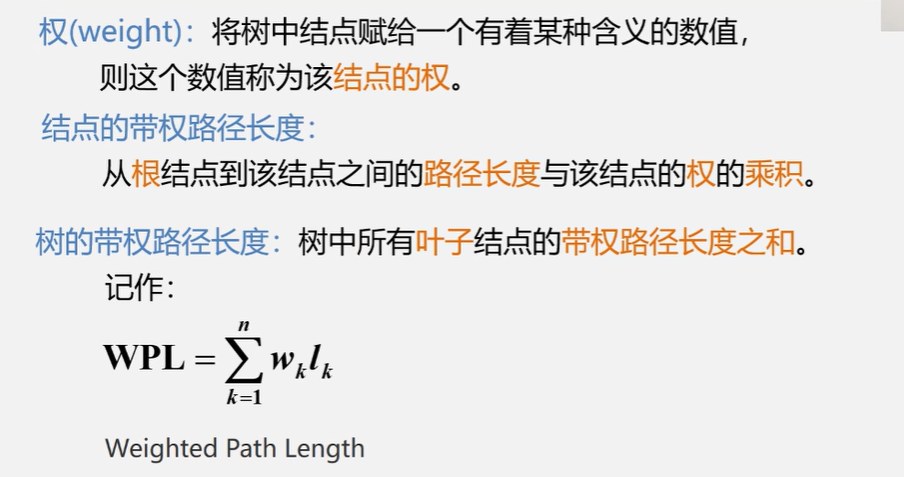 权(weight)：将树中结点赋给一个有着某种含义的数值，
则这个数值称为该结点的权。
结点的带权路径长度：
从根结点到该结点之间的路径长度与该结点的权的乘积。
树的带权路径长度：树中所有叶子结点的带权路径长度之和。
记作：
WPL = \sum_{k=1}^{n} w_k l_k
Weighted Path Length